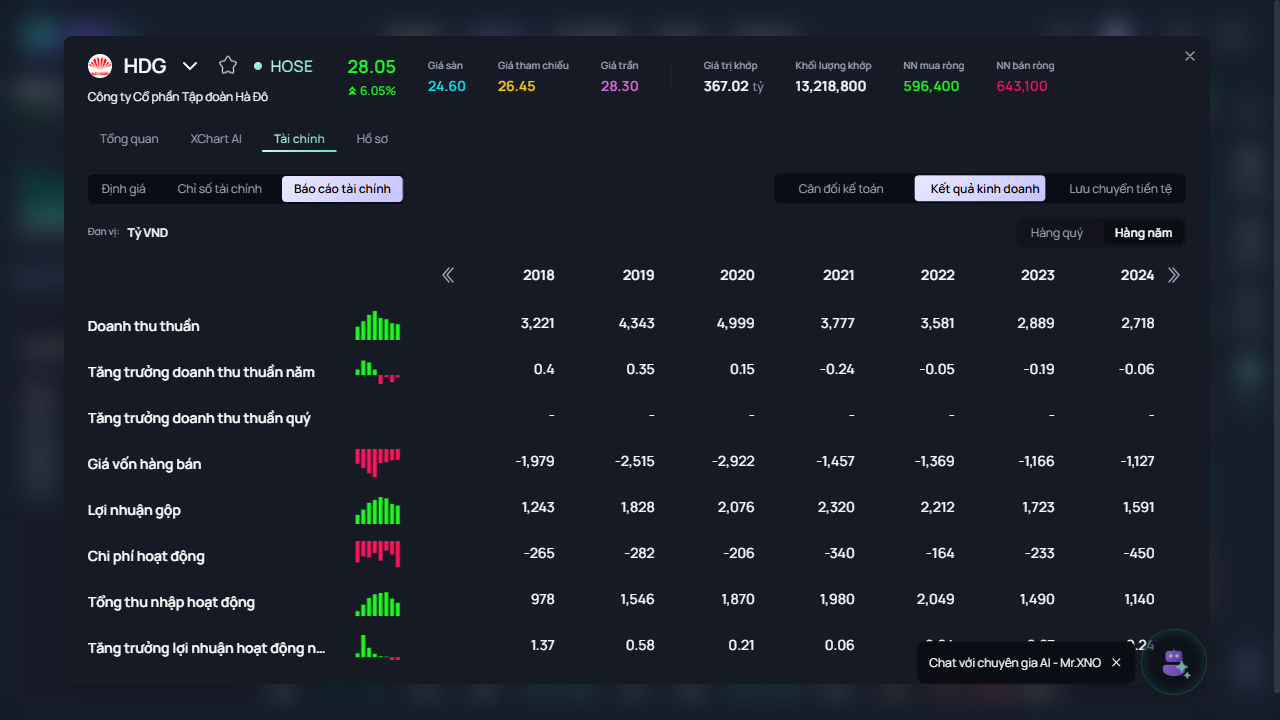 HDG HOSE 28.05 Giá sàn Giá tham chiếu Giá trần Giá trị khớp Khối lượng khớp NN mua ròng NN bán ròng
6.05% 24.60 26.45 28.30 367.02 tỷ 13,218,800 596,400 643,100
Công ty Cổ phần Tập đoàn Hà Đô
Tổng quan XChart AI Tài chính Hồ sơ
Định giá Chỉ số tài chính Báo cáo tài chính Cân đối kế toán Kết quả kinh doanh Lưu chuyển tiền tệ
Đơn vị: Tỷ VND Hàng quý Hàng năm
2018 2019 2020 2021 2022 2023 2024
Doanh thu thuần 3,221 4,343 4,999 3,777 3,581 2,889 2,718
Tăng trưởng doanh thu thuần năm 0.4 0.35 0.15 -0.24 -0.05 -0.19 -0.06
Tăng trưởng doanh thu thuần quý - - - - - - -
Giá vốn hàng bán -1,979 -2,515 -2,922 -1,457 -1,369 -1,166 -1,127
Lợi nhuận gộp 1,243 1,828 2,076 2,320 2,212 1,723 1,591
Chi phí hoạt động -265 -282 -206 -340 -164 -233 -450
Tổng thu nhập hoạt động 978 1,546 1,870 1,980 2,049 1,490 1,140
Tăng trưởng lợi nhuận hoạt động n... 1.37 0.58 0.21 0.06
Chat với chuyên gia AI - Mr.XNO